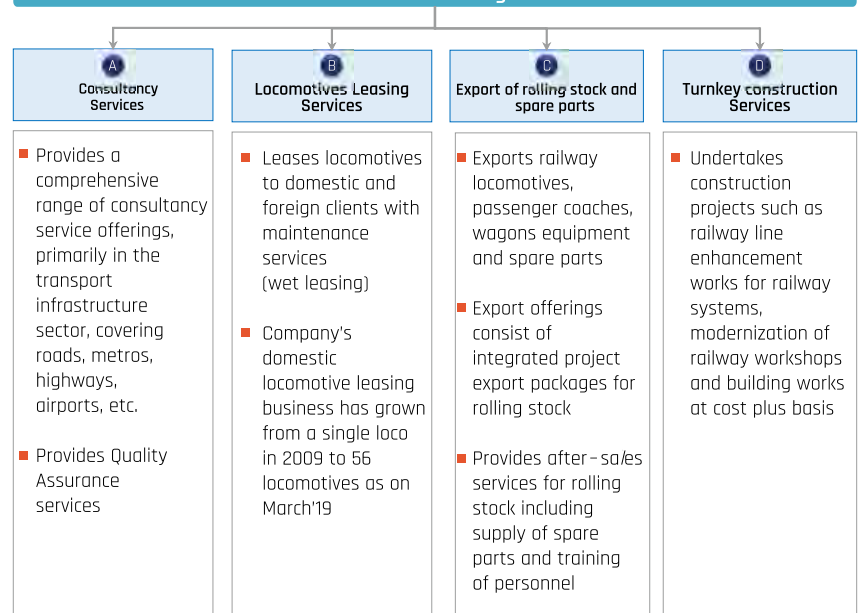 A
Consultancy
Services
Provides a
comprehensive
range of consultancy
service offerings,
primarily in the
transport
infrastructure
sector, covering
roads, metros,
highways,
airports, etc.
Provides Quality
Assurance
services
B
Locomotives Leasing
Services
Leases locomotives
to domestic and
foreign clients with
maintenance
services
(wet leasing)
Company's
domestic
locomotive leasing
business has grown
from a single loco
in 2009 to 56
locomotives as on
March'19
C
Export of rolling stock and
spare parts
Exports railway
locomotives,
passenger coaches,
wagons equipment
and spare parts
Export offerings
consist of
integrated project
export packages for
rolling stock
Provides after-sales
services for rolling
stock including
supply of spare
parts and training
of personnel
D
Turnkey construction
Services
Undertakes
construction
projects such as
railway line
enhancement
works for railway
systems,
modernization of
railway workshops
and building works
at cost plus basis